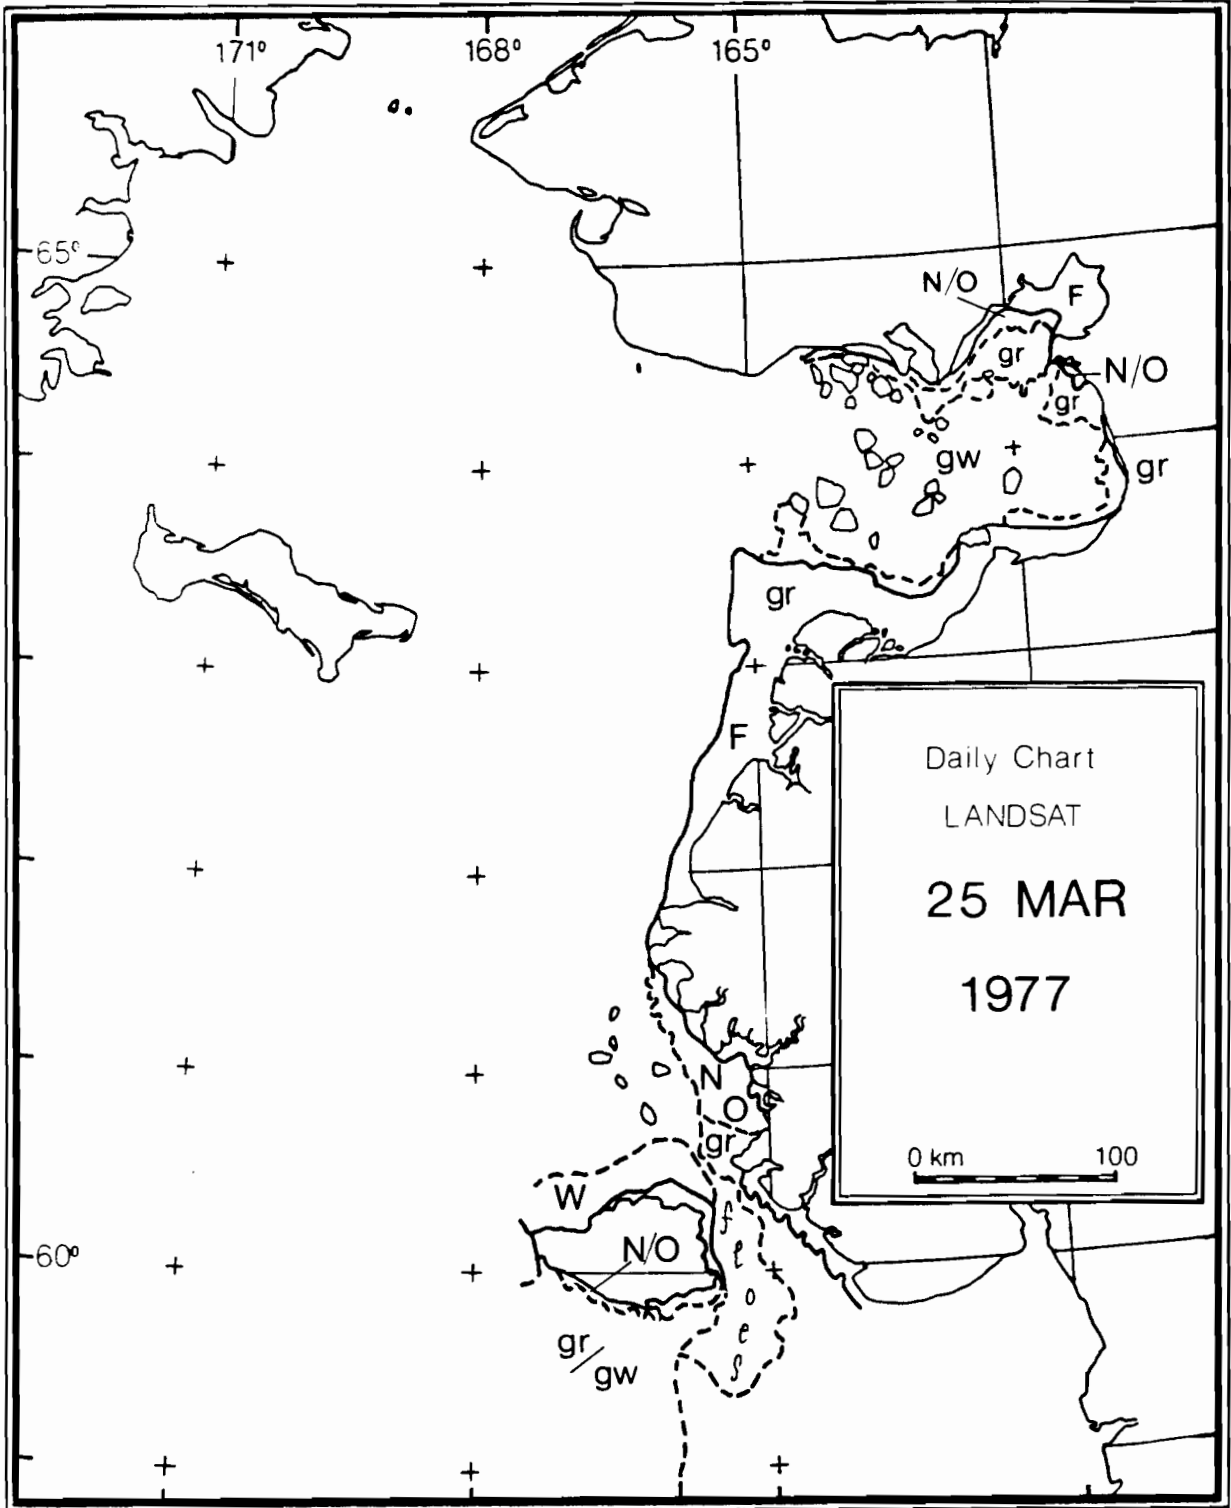 171° 168° 165°
65°
N/O F
gr
N/O
gr
gw
gr
gr
F
Daily Chart
LANDSAT
25 MAR
1977
N
O
gr
0 km 100
W
floes
N/O
60°
gr/gw